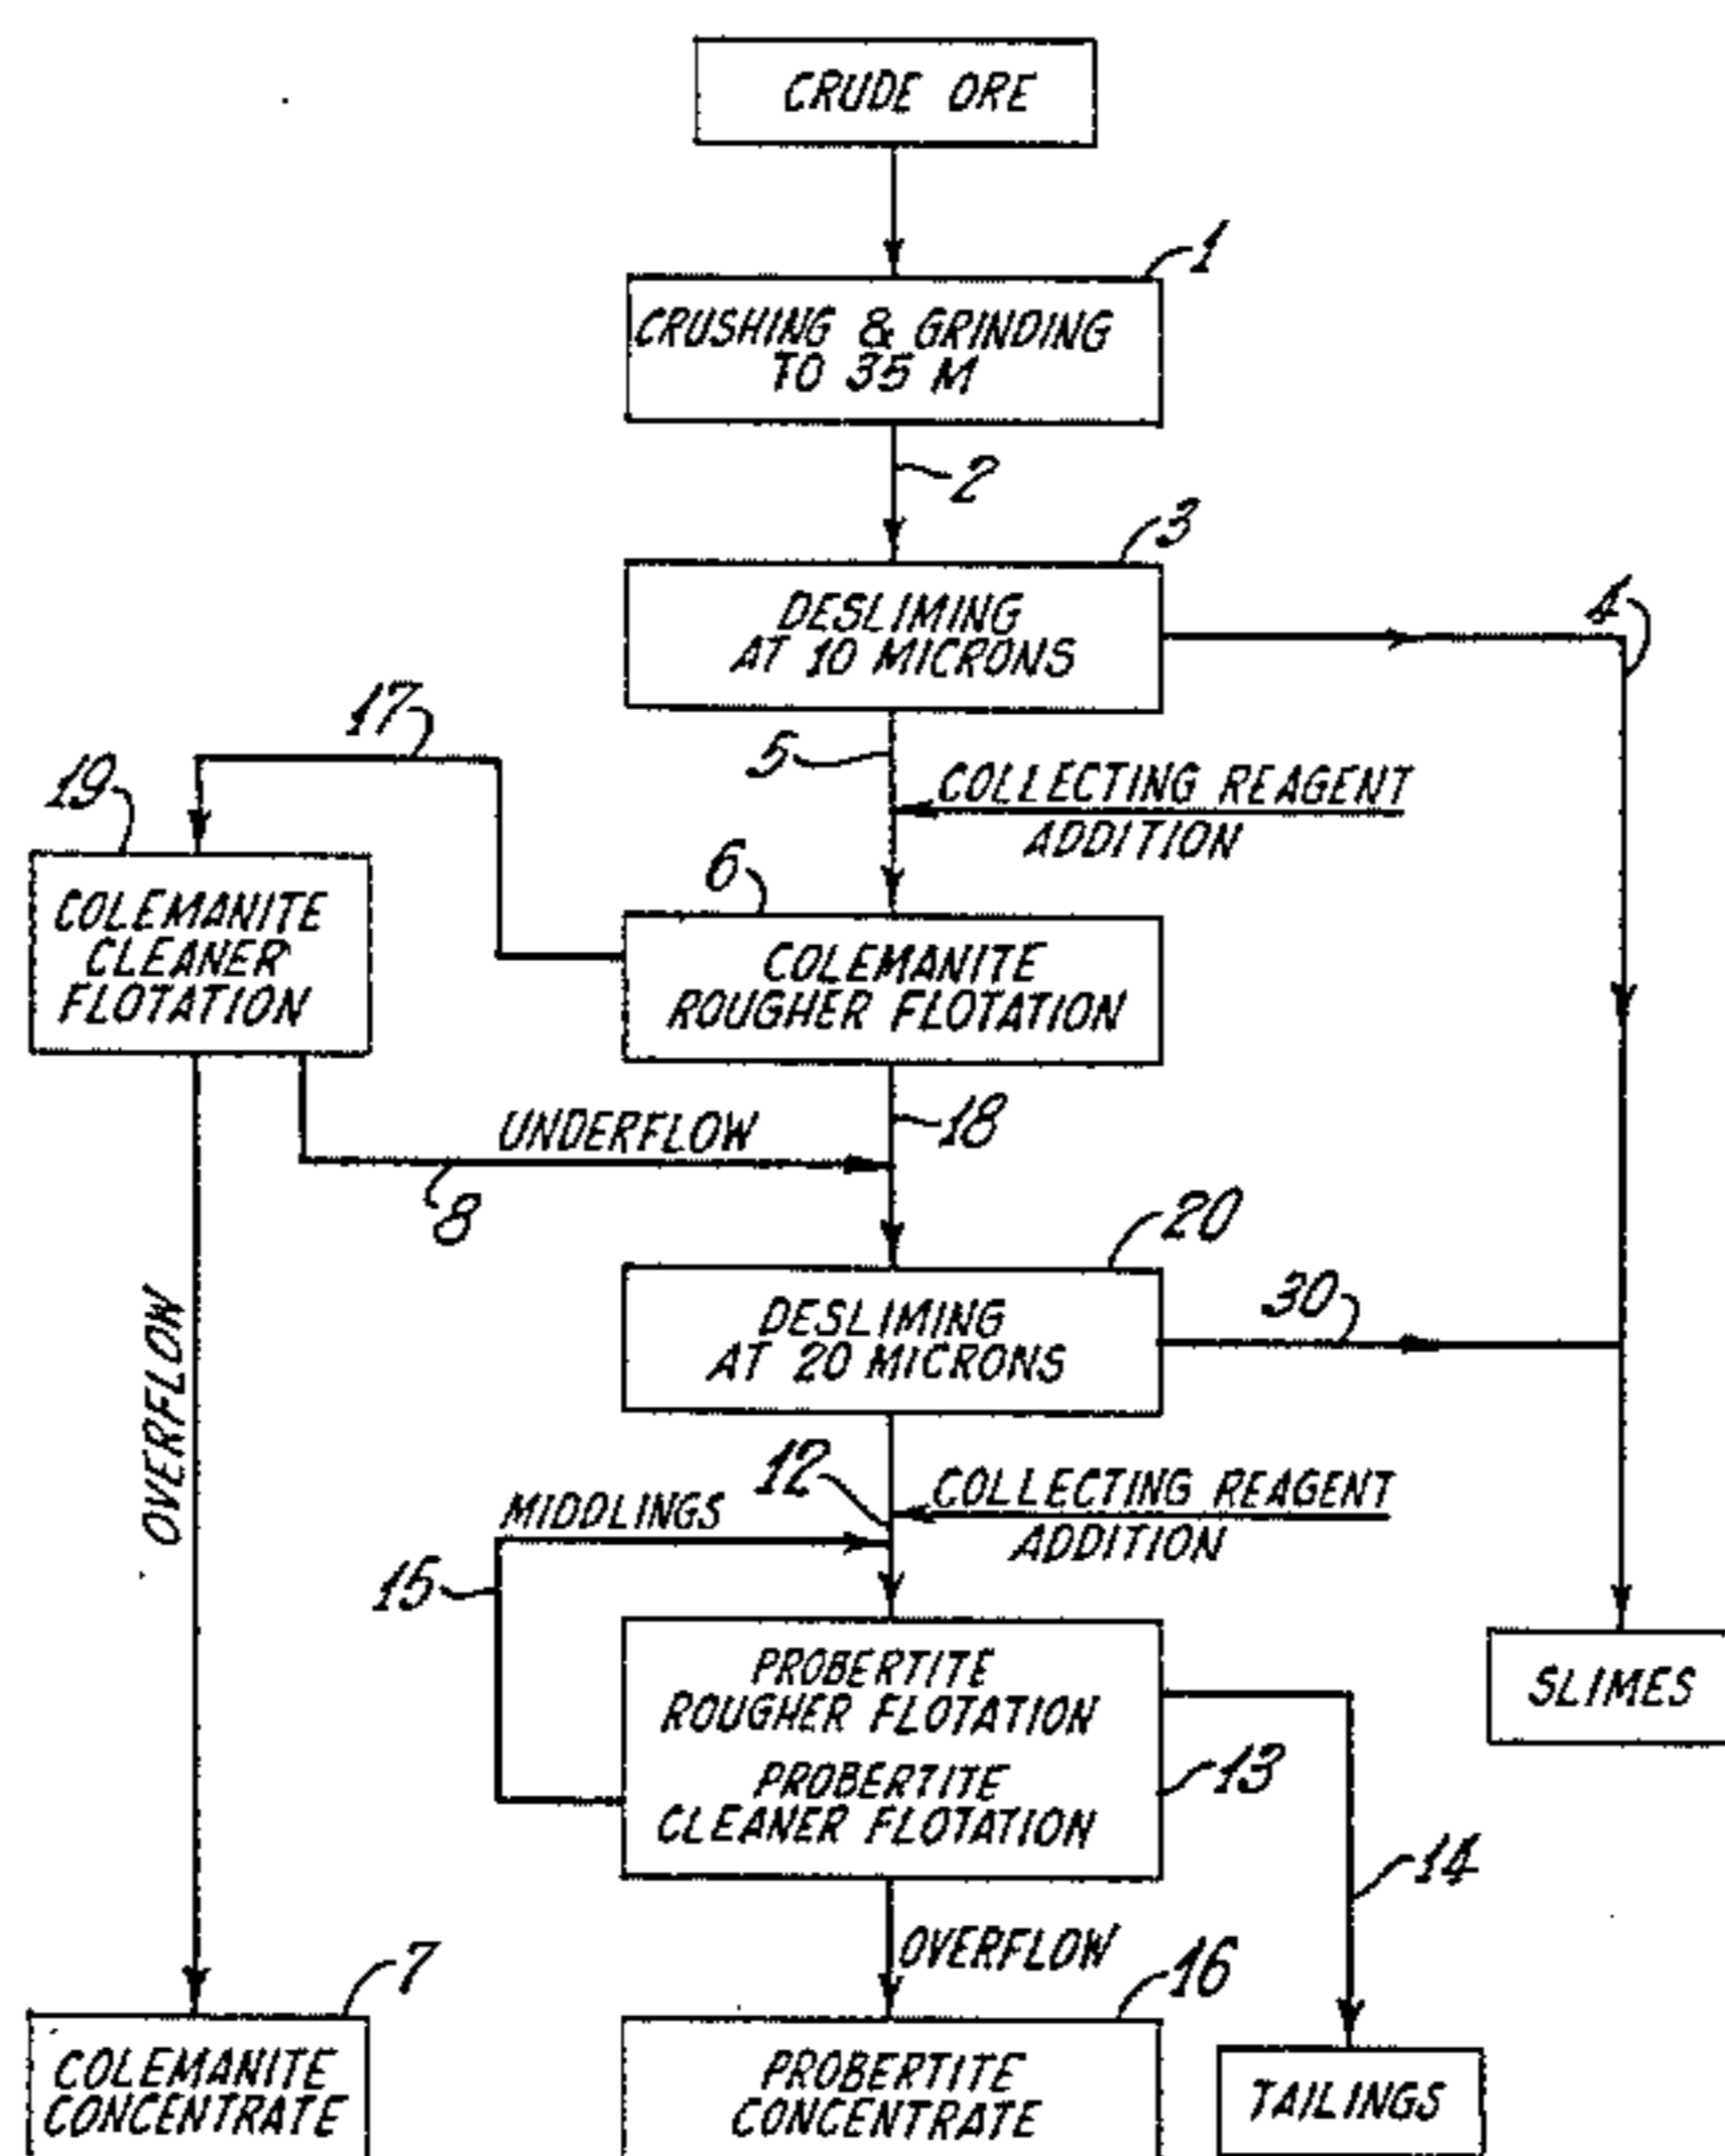 CRUDE ORE
1
CRUSHING & GRINDING
TO 35 M
2
3
DESLIMING
AT 10 MICRONS
4
17
5
COLLECTING REAGENT
ADDITION
19
6
COLEMANITE
CLEANER
FLOTATION
COLEMANITE
ROUGHER FLOTATION
18
UNDERFLOW
8
20
OVERFLOW
DESLIMING
AT 20 MICRONS
30
12
COLLECTING REAGENT
ADDITION
MIDDLINGS
15
PROBERTITE
ROUGHER FLOTATION
PROBERTITE
CLEANER FLOTATION
13
SLIMES
14
OVERFLOW
7
16
COLEMANITE
CONCENTRATE
PROBERTITE
CONCENTRATE
TAILINGS